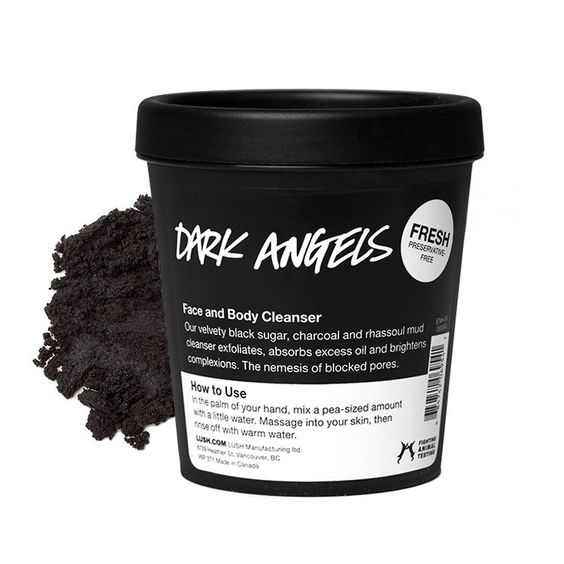 DARK ANGELS
FRESH
PRESERVATIVE-
FREE
Face and Body Cleanser
Our velvety black sugar, charcoal and rhassoul mud
cleanser exfoliates, absorbs excess oil and brightens
complexions. The nemesis of blocked pores.
How to Use
In the palm of your hand, mix a pea-sized amount
with a little water. Massage into your skin, then
rinse off with warm water.
LUSH.COM LUSH Manufacturing ltd.
8739 Heather St. Vancouver, BC
V6P 3T1 Made in Canada
FIGHTING
ANIMAL
TESTING